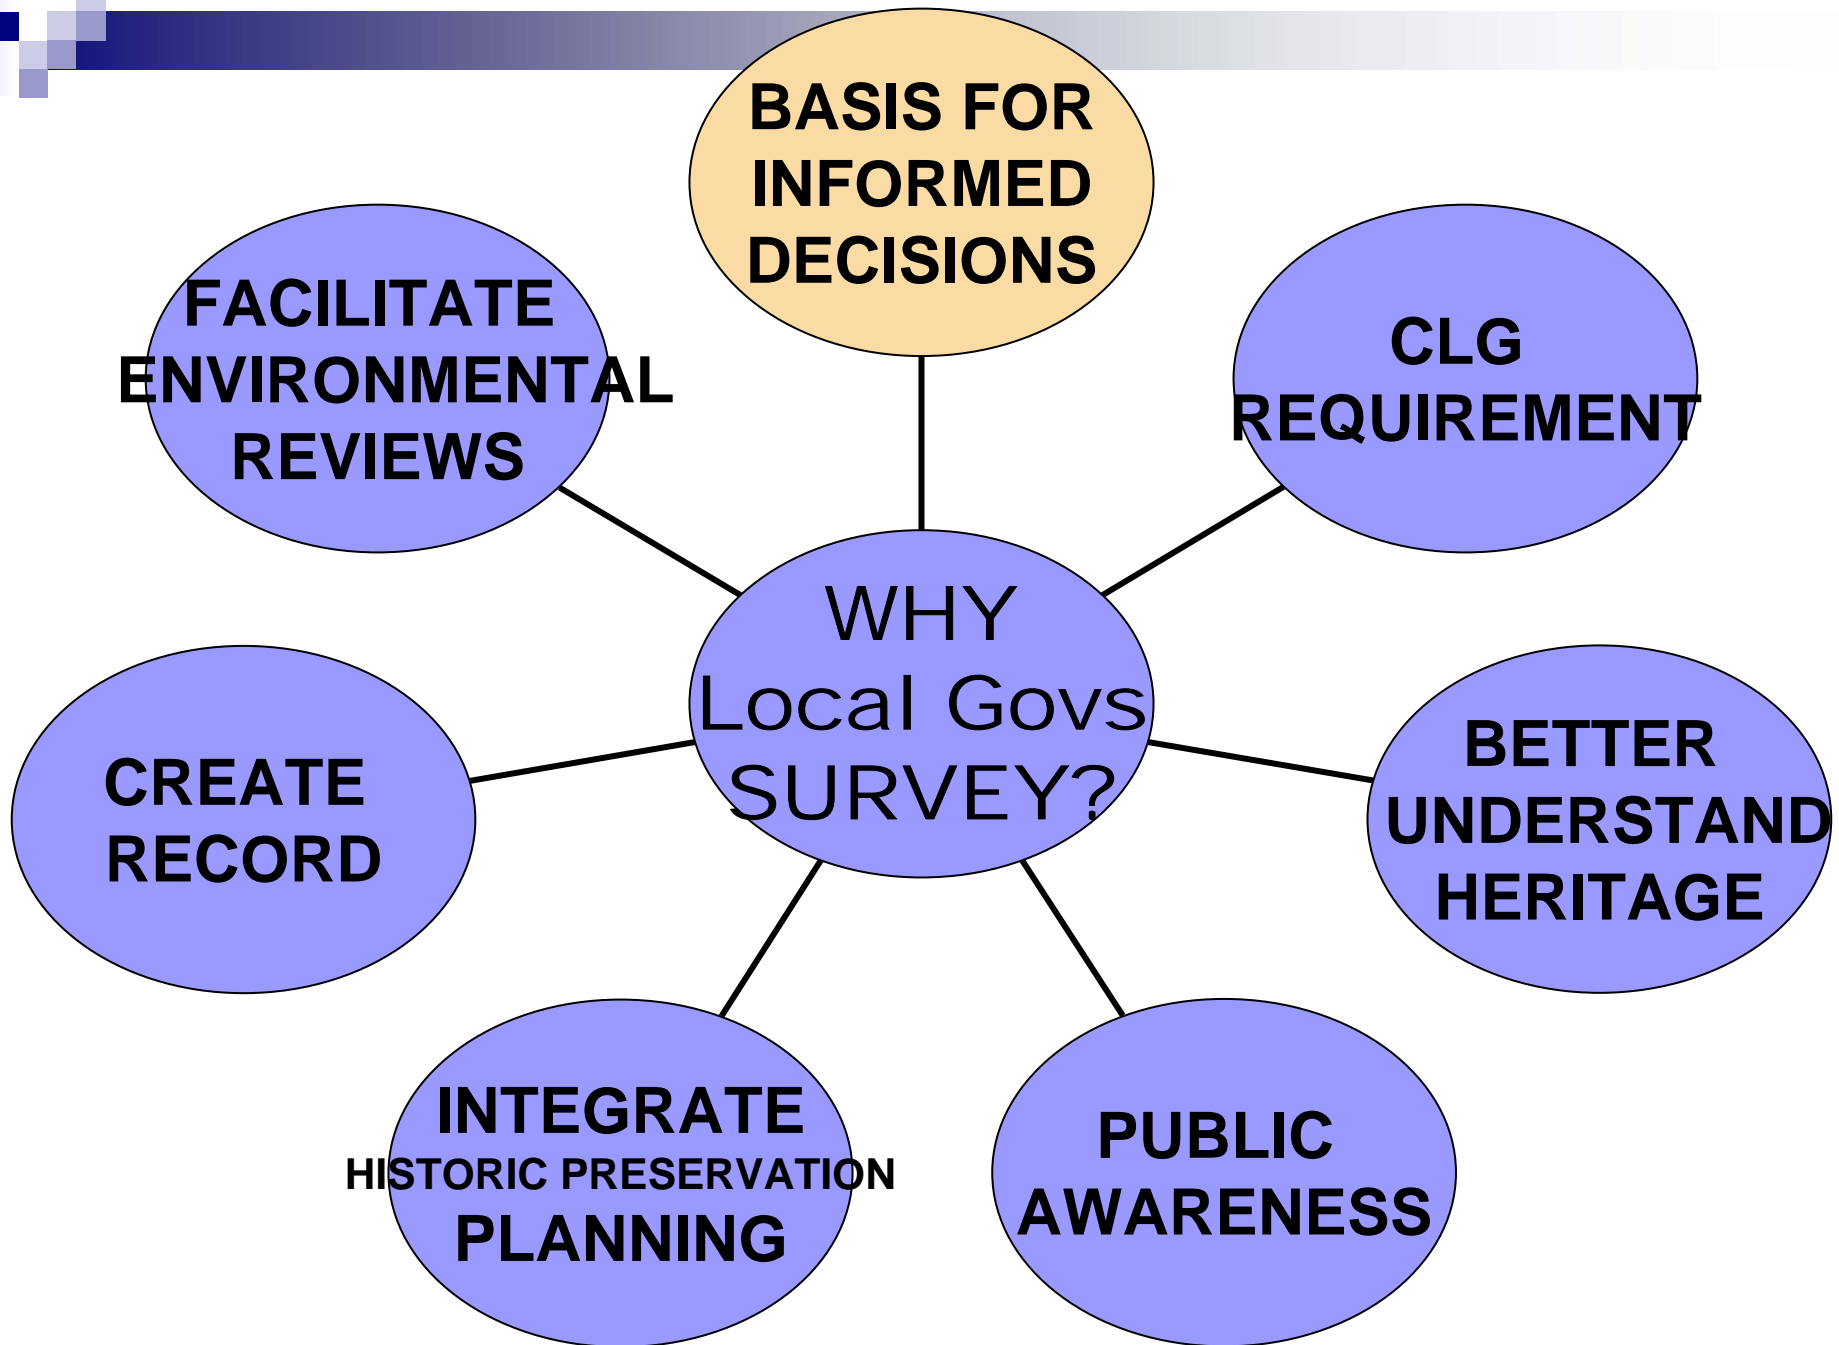 BASIS FOR
INFORMED
DECISIONS
FACILITATE
ENVIRONMENTAL
REVIEWS
CLG
REQUIREMENT
WHY
Local Govs
SURVEY?
CREATE
RECORD
BETTER
UNDERSTAND
HERITAGE
INTEGRATE
HISTORIC PRESERVATION
PLANNING
PUBLIC
AWARENESS